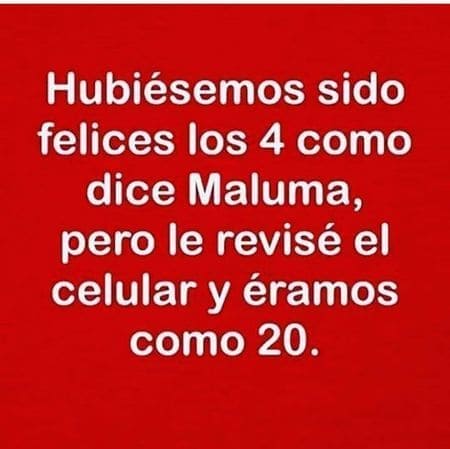 Hubiésemos sido
felices los 4 como
dice Maluma,
pero le revisé el
celular y éramos
como 20.